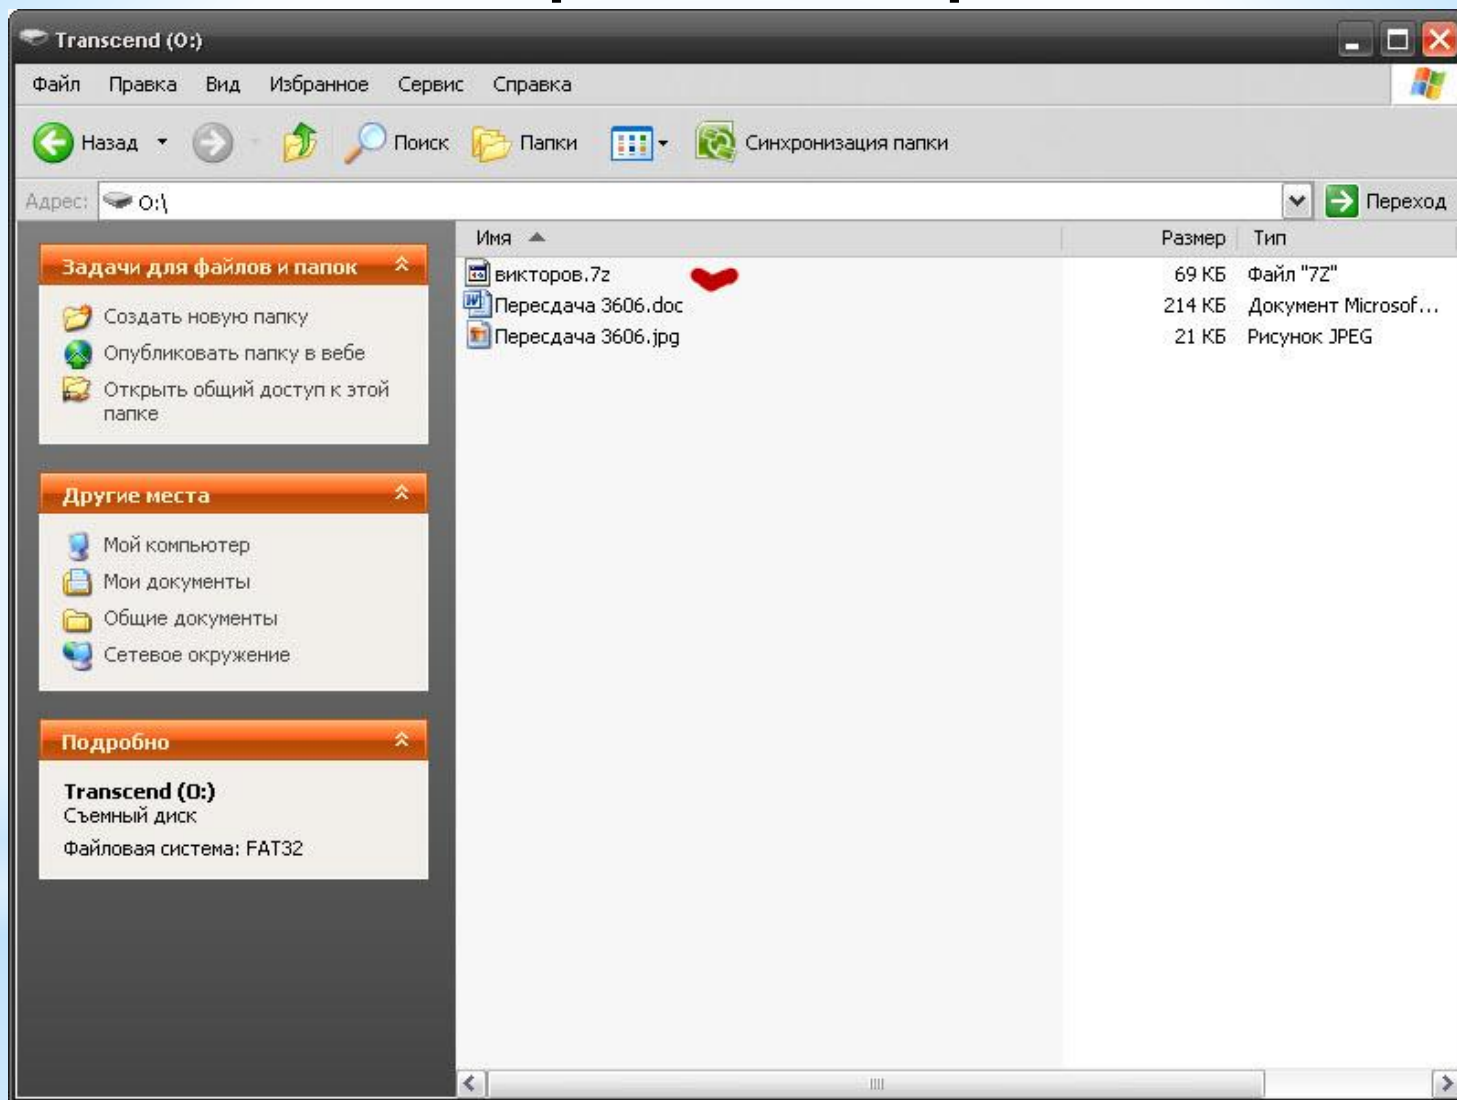 Transcend (O:)
Файл Правка Вид Избранное Сервис Справка
Назад Поиск Папки Синхронизация папки
Адрес: O:\ Переход
Имя Размер Тип
викторов.7z 69 КБ Файл "7Z"
Пересдача 3606.doc 214 КБ Документ Microsof...
Пересдача 3606.jpg 21 КБ Рисунок JPEG
Задачи для файлов и папок
Создать новую папку
Опубликовать папку в вебе
Открыть общий доступ к этой
папке
Другие места
Мой компьютер
Мои документы
Общие документы
Сетевое окружение
Подробно
Transcend (O:)
Съемный диск
Файловая система: FAT32